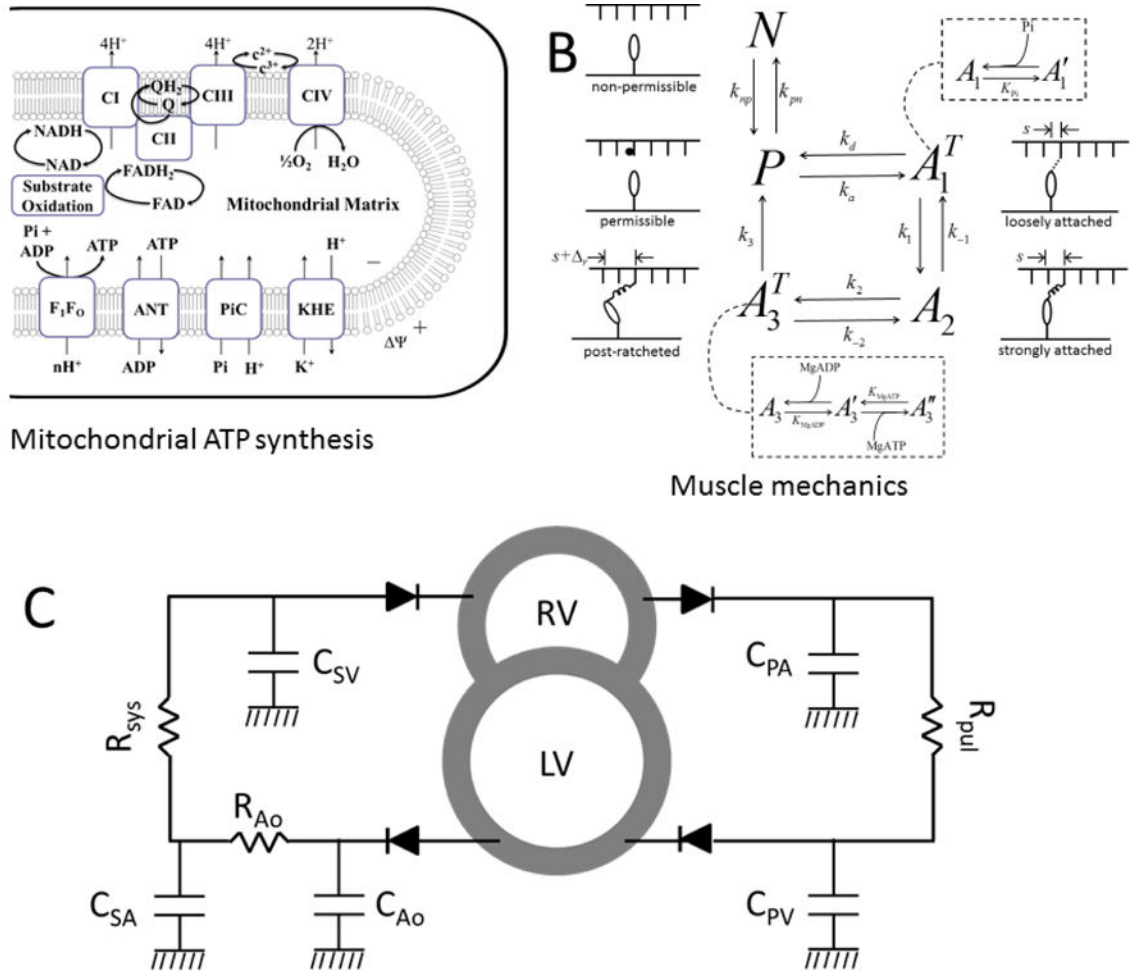 4H⁺ 4H⁺ c²⁺ 2H⁺
c³⁺
CI QH₂ CIII CIV
Q
CII
NADH
NAD
FADH₂ ½O₂ H₂O
Substrate
Oxidation
FAD
Mitochondrial Matrix
Pi +
ADP ATP ATP H⁺
−
F₁F₀ ANT PiC KHE
ΔΨ +
nH⁺ ADP Pi H⁺ K⁺
Mitochondrial ATP synthesis
B
non-permissible
N
k_np k_pn
Pi
A₁ A₁′
K_Pi
permissible
P k_d A₁ᵀ
k_a
s
loosely attached
k₃ k₁ k₋₁
s+Δᵣ
post-ratcheted
A₃ᵀ k₂ A₂
k₋₂
s
strongly attached
MgADP K_MgATP
A₃ A₃′ A₃″
K_MgADP MgATP
Muscle mechanics
C
RV
LV
C_SV
C_PA
R_sys
R_pul
R_Ao
C_SA
C_Ao
C_PV